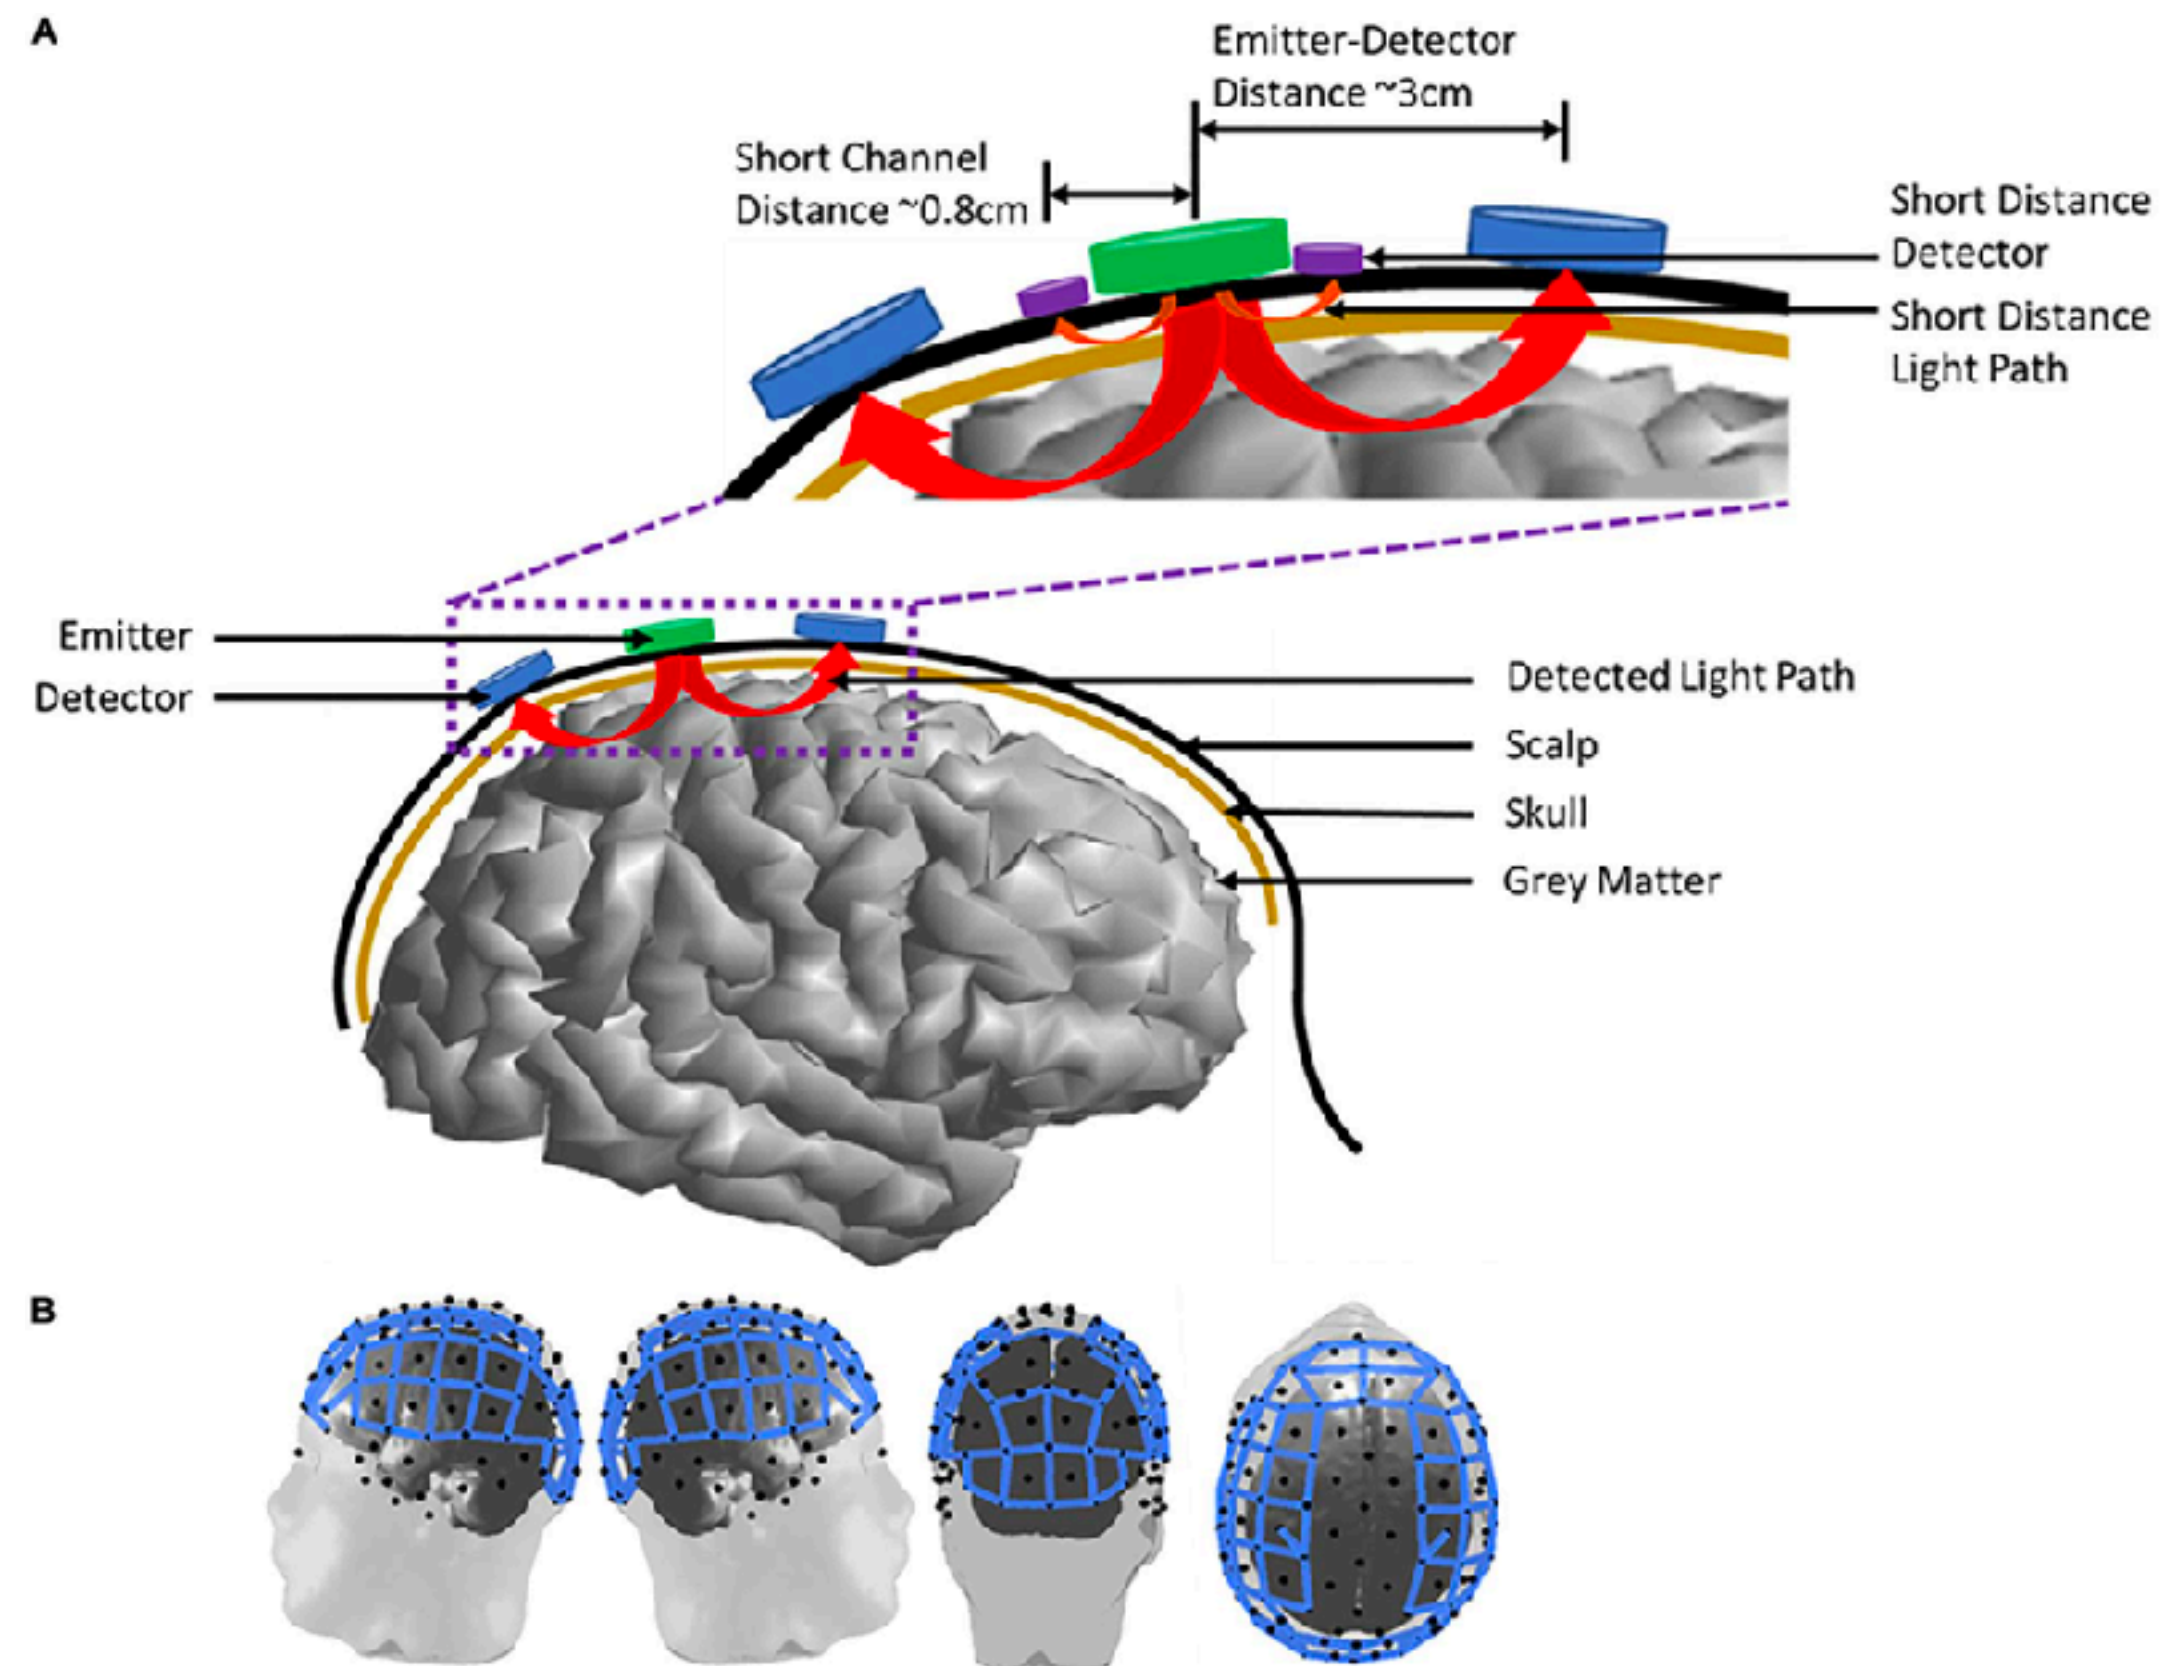 A
Emitter-Detector
Distance ~3cm
Short Channel
Distance ~0.8cm
Short Distance
Detector
Short Distance
Light Path
Emitter
Detector
Detected Light Path
Scalp
Skull
Grey Matter
B